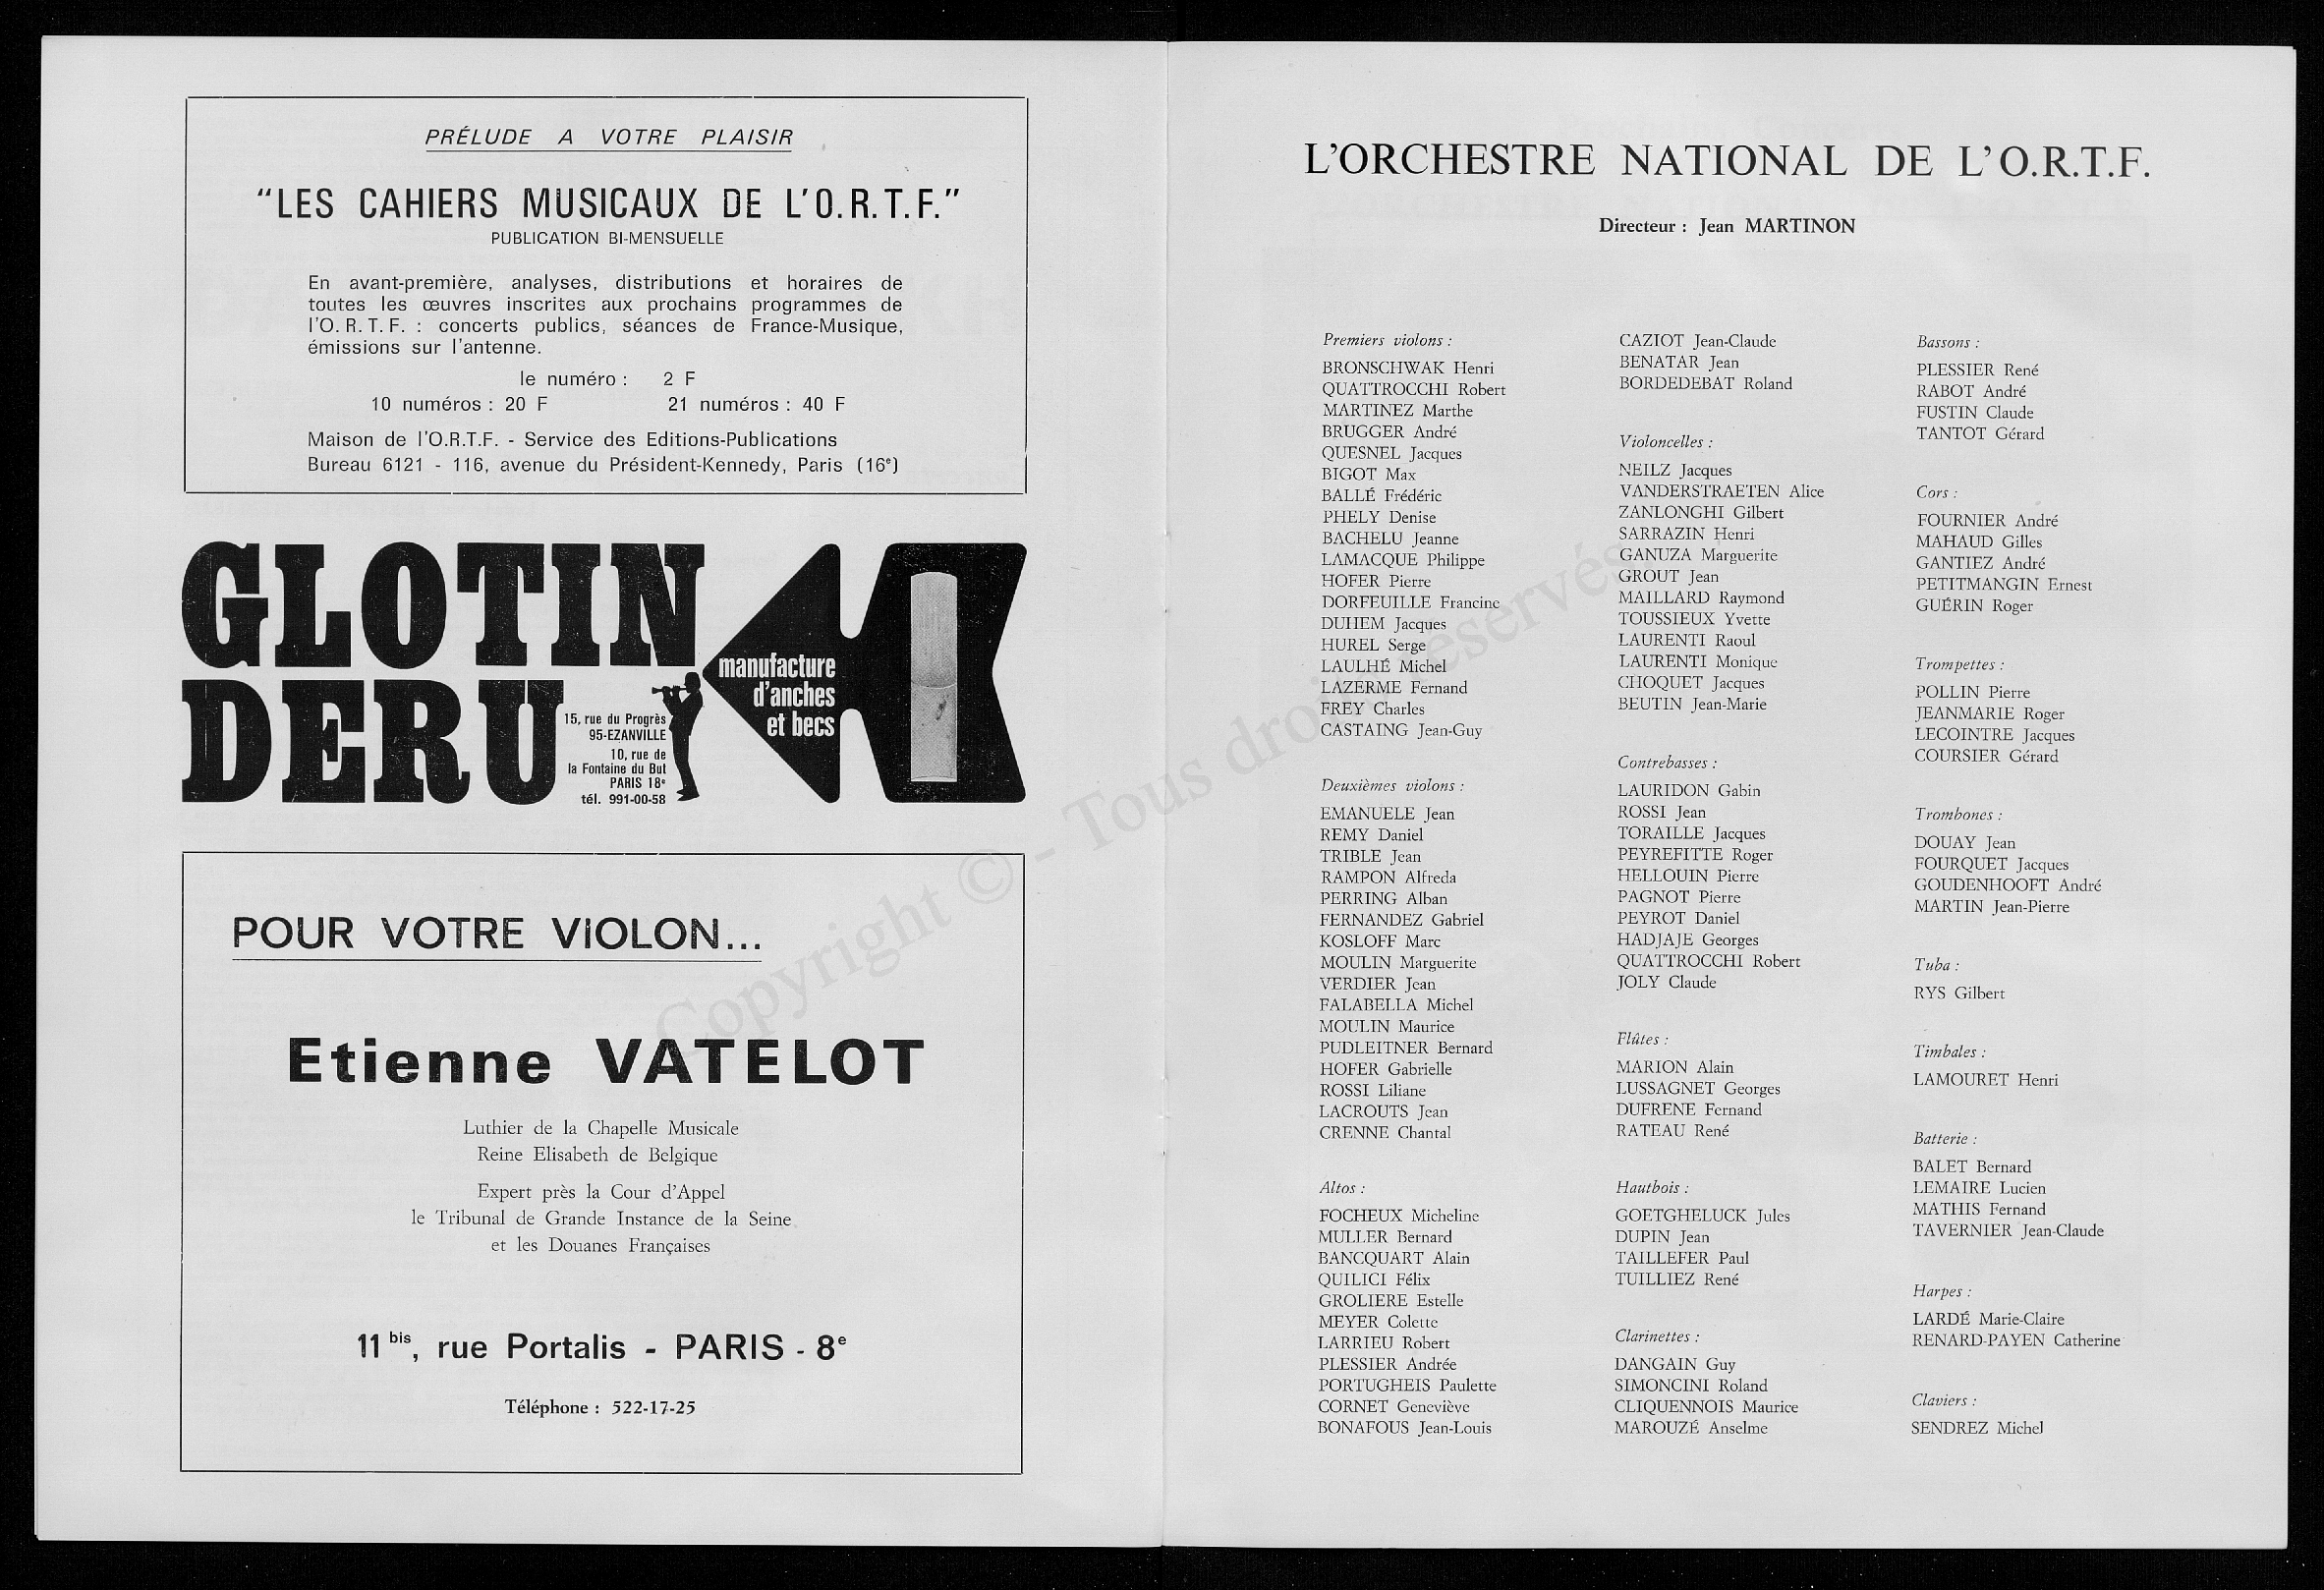 PRÉLUDE A VOTRE PLAISIR
“LES CAHIERS MUSICAUX DE L’O.R.T.F.”
PUBLICATION BI-MENSUELLE
En avant-première, analyses, distributions et horaires de
toutes les œuvres inscrites aux prochains programmes de
l’O.R.T.F. : concerts publics, séances de France-Musique,
émissions sur l’antenne.
le numéro : 2 F
10 numéros : 20 F 21 numéros : 40 F
Maison de l’O.R.T.F. - Service des Editions-Publications
Bureau 6121 - 116, avenue du Président-Kennedy, Paris (16e)
GLOTIN
DERU
15, rue du Progrès
95-EZANVILLE
10, rue de
la Fontaine du But
PARIS 18e
tél. 991-00-58
manufacture
d’anches
et becs
POUR VOTRE VIOLON...
Etienne VATELOT
Luthier de la Chapelle Musicale
Reine Elisabeth de Belgique
Expert près la Cour d’Appel
le Tribunal de Grande Instance de la Seine
et les Douanes Françaises
11 bis, rue Portalis - PARIS - 8e
Téléphone : 522-17-25
L’ORCHESTRE NATIONAL DE L’O.R.T.F.
Directeur : Jean MARTINON
Premiers violons :
BRONSCHWAK Henri
QUATTROCCHI Robert
MARTINEZ Marthe
BRUGGER André
QUESNEL Jacques
BIGOT Max
BALLÉ Frédéric
PHELY Denise
BACHELU Jeanne
LAMACQUE Philippe
HOFER Pierre
DORFEUILLE Francine
DUHEM Jacques
HUREL Serge
LAULHÉ Michel
LAZERME Fernand
FREY Charles
CASTAING Jean-Guy
Deuxièmes violons :
EMANUELE Jean
REMY Daniel
TRIBLE Jean
RAMPON Alfreda
PERRING Alban
FERNANDEZ Gabriel
KOSLOFF Marc
MOULIN Marguerite
VERDIER Jean
FALABELLA Michel
MOULIN Maurice
PUDLEITNER Bernard
HOFER Gabrielle
ROSSI Liliane
LACROUTS Jean
CRENNE Chantal
Altos :
FOCHEUX Micheline
MULLER Bernard
BANCQUART Alain
QUILICI Félix
GROLIERE Estelle
MEYER Colette
LARRIEU Robert
PLESSIER Andrée
PORTUGHEIS Paulette
CORNET Geneviève
BONAFOUS Jean-Louis
CAZIOT Jean-Claude
BENATAR Jean
BORDEDEBAT Roland
Violoncelles :
NEILZ Jacques
VANDERSTRAETEN Alice
ZANLONGHI Gilbert
SARRAZIN Henri
GANUZA Marguerite
GROUT Jean
MAILLARD Raymond
TOUSSIEUX Yvette
LAURENTI Raoul
LAURENTI Monique
CHOQUET Jacques
BEUTIN Jean-Marie
Contrebasses :
LAURIDON Gabin
ROSSI Jean
TORAILLE Jacques
PEYREFITTE Roger
HELLOUIN Pierre
PAGNOT Pierre
PEYROT Daniel
HADJAJE Georges
QUATTROCCHI Robert
JOLY Claude
Flûtes :
MARION Alain
LUSSAGNET Georges
DUFRENE Fernand
RATEAU René
Hautbois :
GOETGHELUCK Jules
DUPIN Jean
TAILLEFER Paul
TUILLIEZ René
Clarinettes :
DANGAIN Guy
SIMONCINI Roland
CLIQUENNOIS Maurice
MAROUZÉ Anselme
Bassons :
PLESSIER René
RABOT André
FUSTIN Claude
TANTOT Gérard
Cors :
FOURNIER André
MAHAUD Gilles
GANTIEZ André
PETITMANGIN Ernest
GUÉRIN Roger
Trompettes :
POLLIN Pierre
JEANMARIE Roger
LECOINTRE Jacques
COURSIER Gérard
Trombones :
DOUAY Jean
FOURQUET Jacques
GOUDENHOOFT André
MARTIN Jean-Pierre
Tuba :
RYS Gilbert
Timbales :
LAMOURET Henri
Batterie :
BALET Bernard
LEMAIRE Lucien
MATHIS Fernand
TAVERNIER Jean-Claude
Harpes :
LARDÉ Marie-Claire
RENARD-PAYEN Catherine
Claviers :
SENDREZ Michel
Copyright © - Tous droits réservés